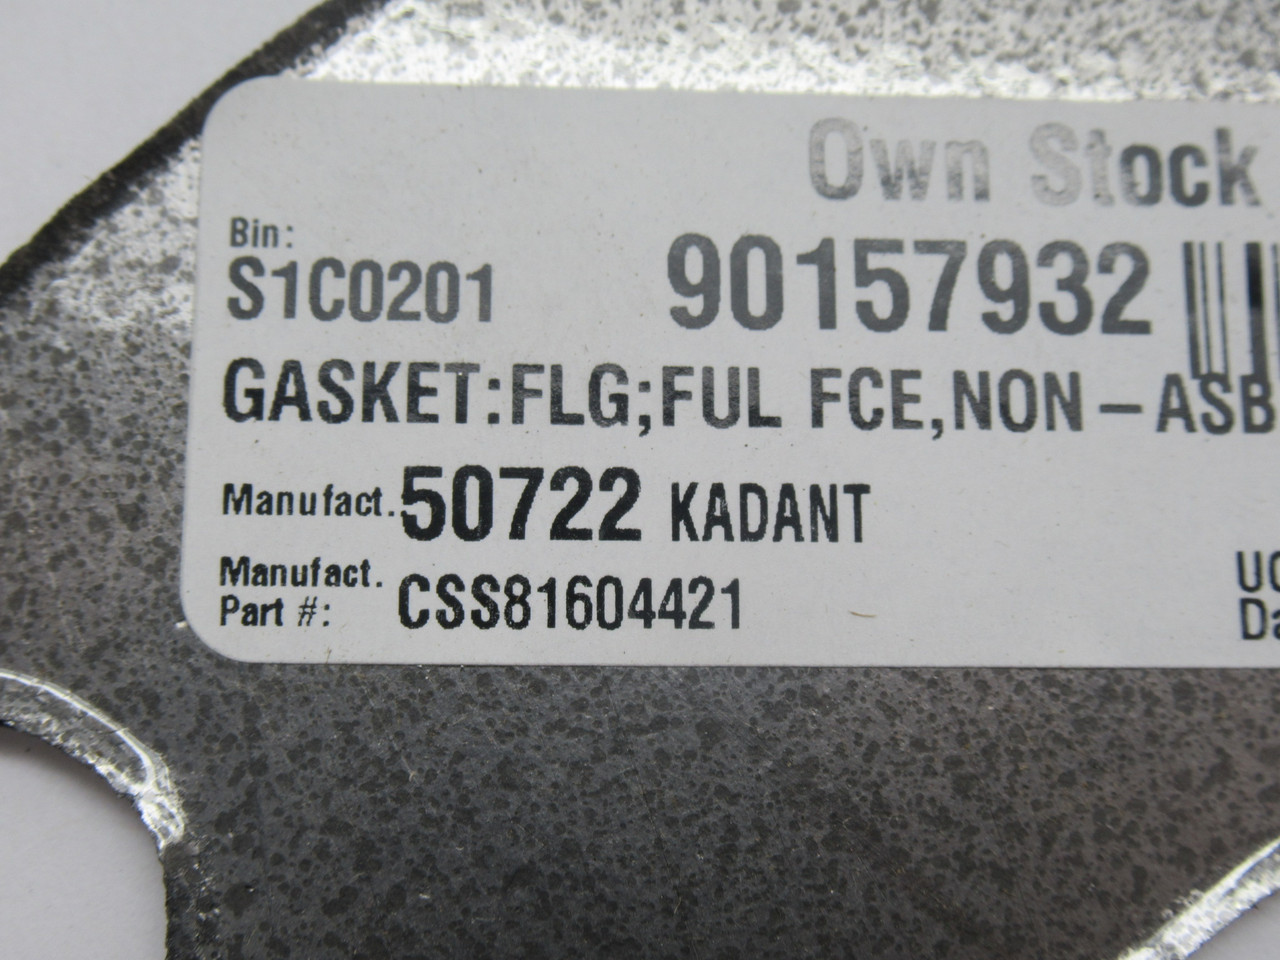 Own Stock
Bin:
S1C0201 90157932
GASKET:FLG;FUL FCE,NON-ASB
Manufact. 50722 KADANT
Manufact.
Part #: CSS81604421